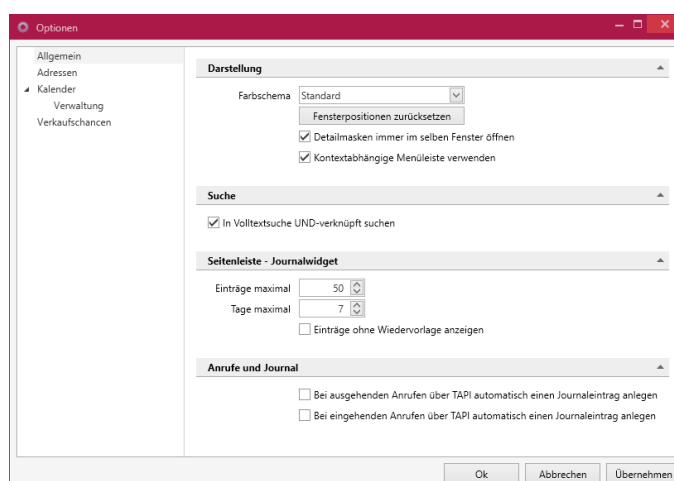 Optionen
Allgemein
Adressen
Kalender
Verwaltung
Verkaufschancen
Darstellung
Farbschema Standard
Fensterpositionen zurücksetzen
Detailmasken immer im selben Fenster öffnen
Kontextabhängige Menüleiste verwenden
Suche
In Volltextsuche UND-verknüpft suchen
Seitenleiste - Journalwidget
Einträge maximal 50
Tage maximal 7
Einträge ohne Wiedervorlage anzeigen
Anrufe und Journal
Bei ausgehenden Anrufen über TAPI automatisch einen Journaleintrag anlegen
Bei eingehenden Anrufen über TAPI automatisch einen Journaleintrag anlegen
Ok Abbrechen Übernehmen